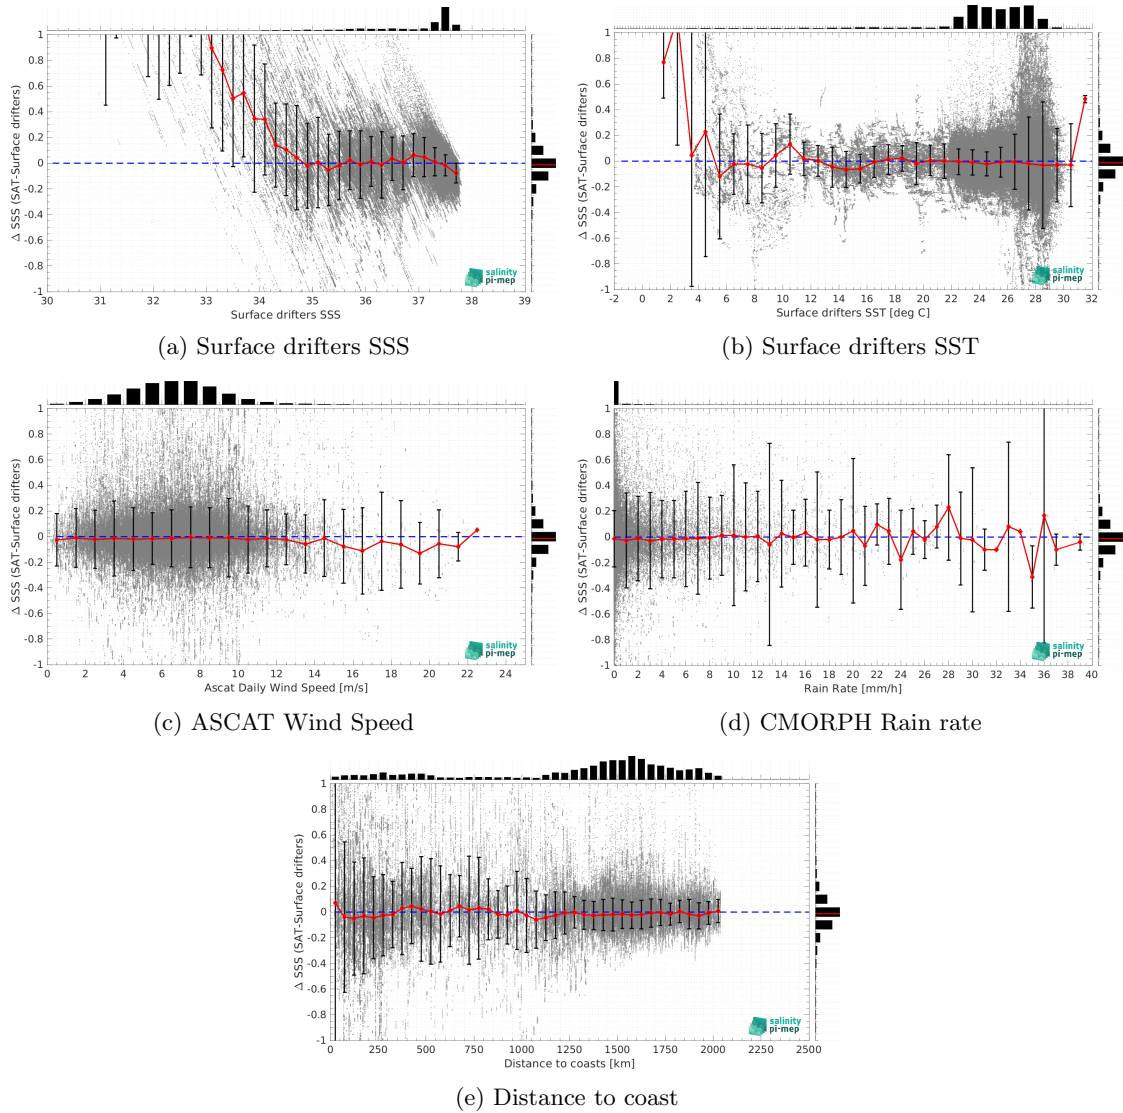 1
0.8
0.6
0.4
0.2
0
-0.2
-0.4
-0.6
-0.8
-1
Δ SSS (SAT-Surface drifters)
30 31 32 33 34 35 36 37 38 39
Surface drifters SSS
salinity
pi-mep
(a) Surface drifters SSS
1
0.8
0.6
0.4
0.2
0
-0.2
-0.4
-0.6
-0.8
-1
Δ SSS (SAT-Surface drifters)
-2 0 2 4 6 8 10 12 14 16 18 20 22 24 26 28 30 32
Surface drifters SST [deg C]
salinity
pi-mep
(b) Surface drifters SST
1
0.8
0.6
0.4
0.2
0
-0.2
-0.4
-0.6
-0.8
-1
Δ SSS (SAT-Surface drifters)
0 2 4 6 8 10 12 14 16 18 20 22 24
Ascat Daily Wind Speed [m/s]
salinity
pi-mep
(c) ASCAT Wind Speed
1
0.8
0.6
0.4
0.2
0
-0.2
-0.4
-0.6
-0.8
-1
Δ SSS (SAT-Surface drifters)
0 2 4 6 8 10 12 14 16 18 20 22 24 26 28 30 32 34 36 38 40
Rain Rate [mm/h]
salinity
pi-mep
(d) CMORPH Rain rate
1
0.8
0.6
0.4
0.2
0
-0.2
-0.4
-0.6
-0.8
-1
Δ SSS (SAT-Surface drifters)
0 250 500 750 1000 1250 1500 1750 2000 2250 2500
Distance to coasts [km]
salinity
pi-mep
(e) Distance to coast